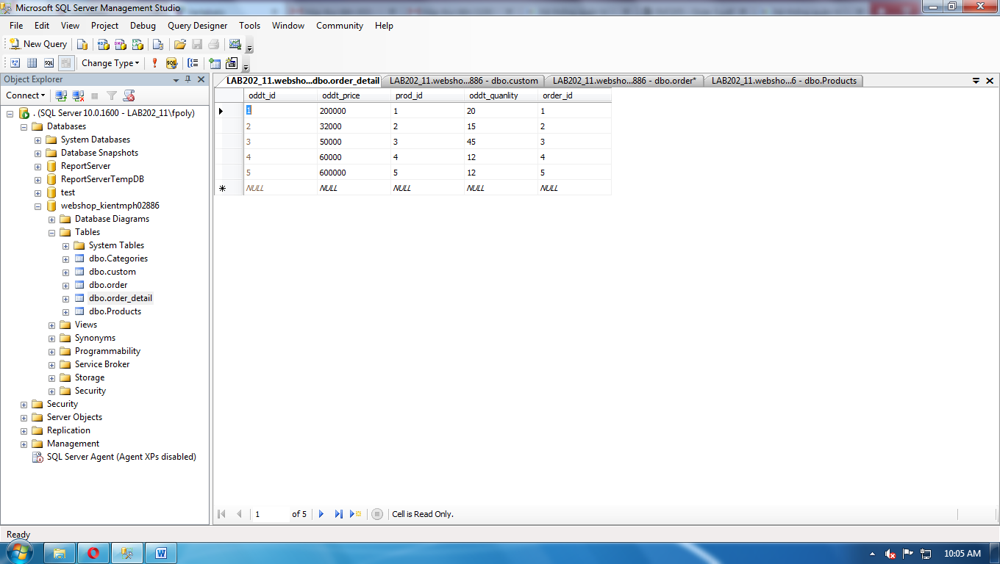 Microsoft SQL Server Management Studio
File Edit View Project Debug Query Designer Tools Window Community Help
New Query
Change Type
Object Explorer
Connect
. (SQL Server 10.0.1600 - LAB202_11\fpoly)
Databases
System Databases
Database Snapshots
ReportServer
ReportServerTempDB
test
webshop_kientmph02886
Database Diagrams
Tables
System Tables
dbo.Categories
dbo.custom
dbo.order
dbo.order_detail
dbo.Products
Views
Synonyms
Programmability
Service Broker
Storage
Security
Security
Server Objects
Replication
Management
SQL Server Agent (Agent XPs disabled)
LAB202_11.websho...dbo.order_detail LAB202_11.websho...886 - dbo.custom LAB202_11.websho...886 - dbo.order* LAB202_11.websho...6 - dbo.Products
oddt_id oddt_price prod_id oddt_quanlity order_id
1 200000 1 20 1
2 32000 2 15 2
3 50000 3 45 3
4 60000 4 12 4
5 600000 5 12 5
NULL NULL NULL NULL NULL
1 of 5 Cell is Read Only.
Ready
10:05 AM